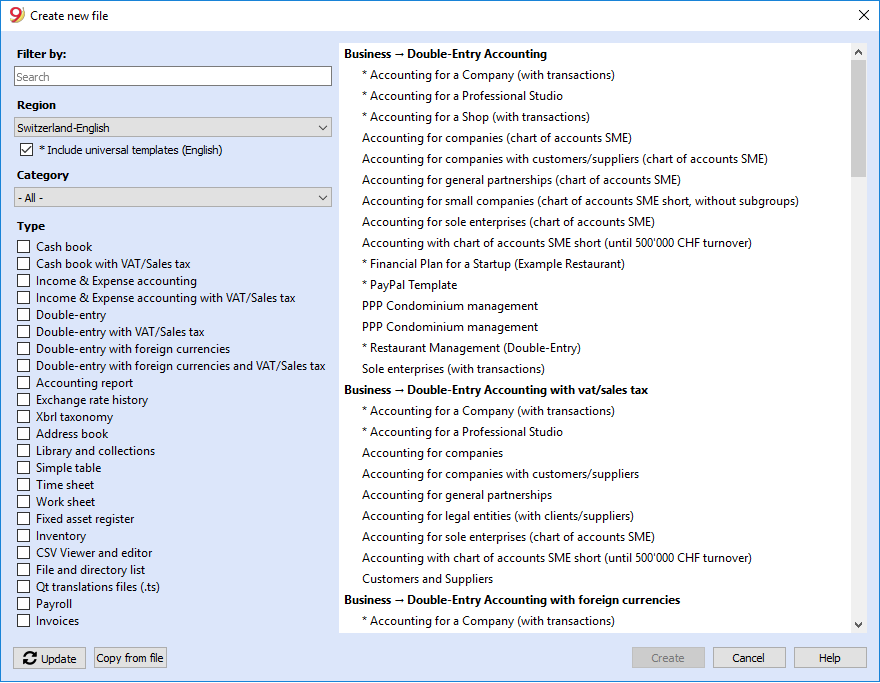 Create new file
Filter by:
Search
Region
Switzerland-English
* Include universal templates (English)
Category
- All -
Type
Cash book
Cash book with VAT/Sales tax
Income & Expense accounting
Income & Expense accounting with VAT/Sales tax
Double-entry
Double-entry with VAT/Sales tax
Double-entry with foreign currencies
Double-entry with foreign currencies and VAT/Sales tax
Accounting report
Exchange rate history
Xbrl taxonomy
Address book
Library and collections
Simple table
Time sheet
Work sheet
Fixed asset register
Inventory
CSV Viewer and editor
File and directory list
Qt translations files (.ts)
Payroll
Invoices
Business → Double-Entry Accounting
* Accounting for a Company (with transactions)
* Accounting for a Professional Studio
* Accounting for a Shop (with transactions)
Accounting for companies (chart of accounts SME)
Accounting for companies with customers/suppliers (chart of accounts SME)
Accounting for general partnerships (chart of accounts SME)
Accounting for small companies (chart of accounts SME short, without subgroups)
Accounting for sole enterprises (chart of accounts SME)
Accounting with chart of accounts SME short (until 500'000 CHF turnover)
* Financial Plan for a Startup (Example Restaurant)
* PayPal Template
PPP Condominium management
PPP Condominium management
* Restaurant Management (Double-Entry)
Sole enterprises (with transactions)
Business → Double-Entry Accounting with vat/sales tax
* Accounting for a Company (with transactions)
* Accounting for a Professional Studio
Accounting for companies
Accounting for companies with customers/suppliers
Accounting for general partnerships
Accounting for legal entities (with clients/suppliers)
Accounting for sole enterprises (chart of accounts SME)
Accounting with chart of accounts SME short (until 500'000 CHF turnover)
Customers and Suppliers
Business → Double-Entry Accounting with foreign currencies
* Accounting for a Company (with transactions)
Update
Copy from file
Create
Cancel
Help